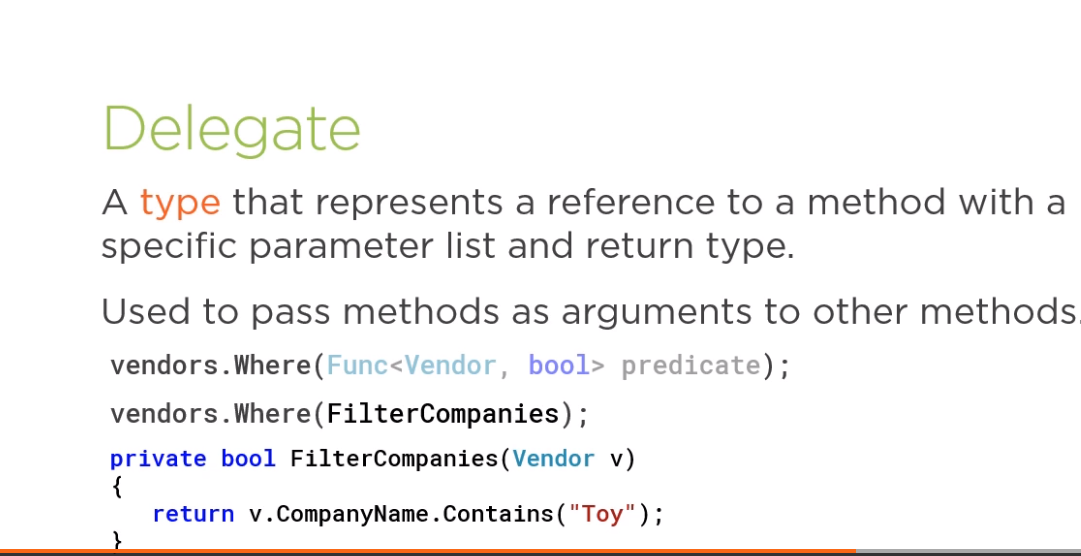 Delegate
A type that represents a reference to a method with a
specific parameter list and return type.
Used to pass methods as arguments to other methods.
vendors.Where(Func<Vendor, bool> predicate);
vendors.Where(FilterCompanies);
private bool FilterCompanies(Vendor v)
{
return v.CompanyName.Contains("Toy");
}